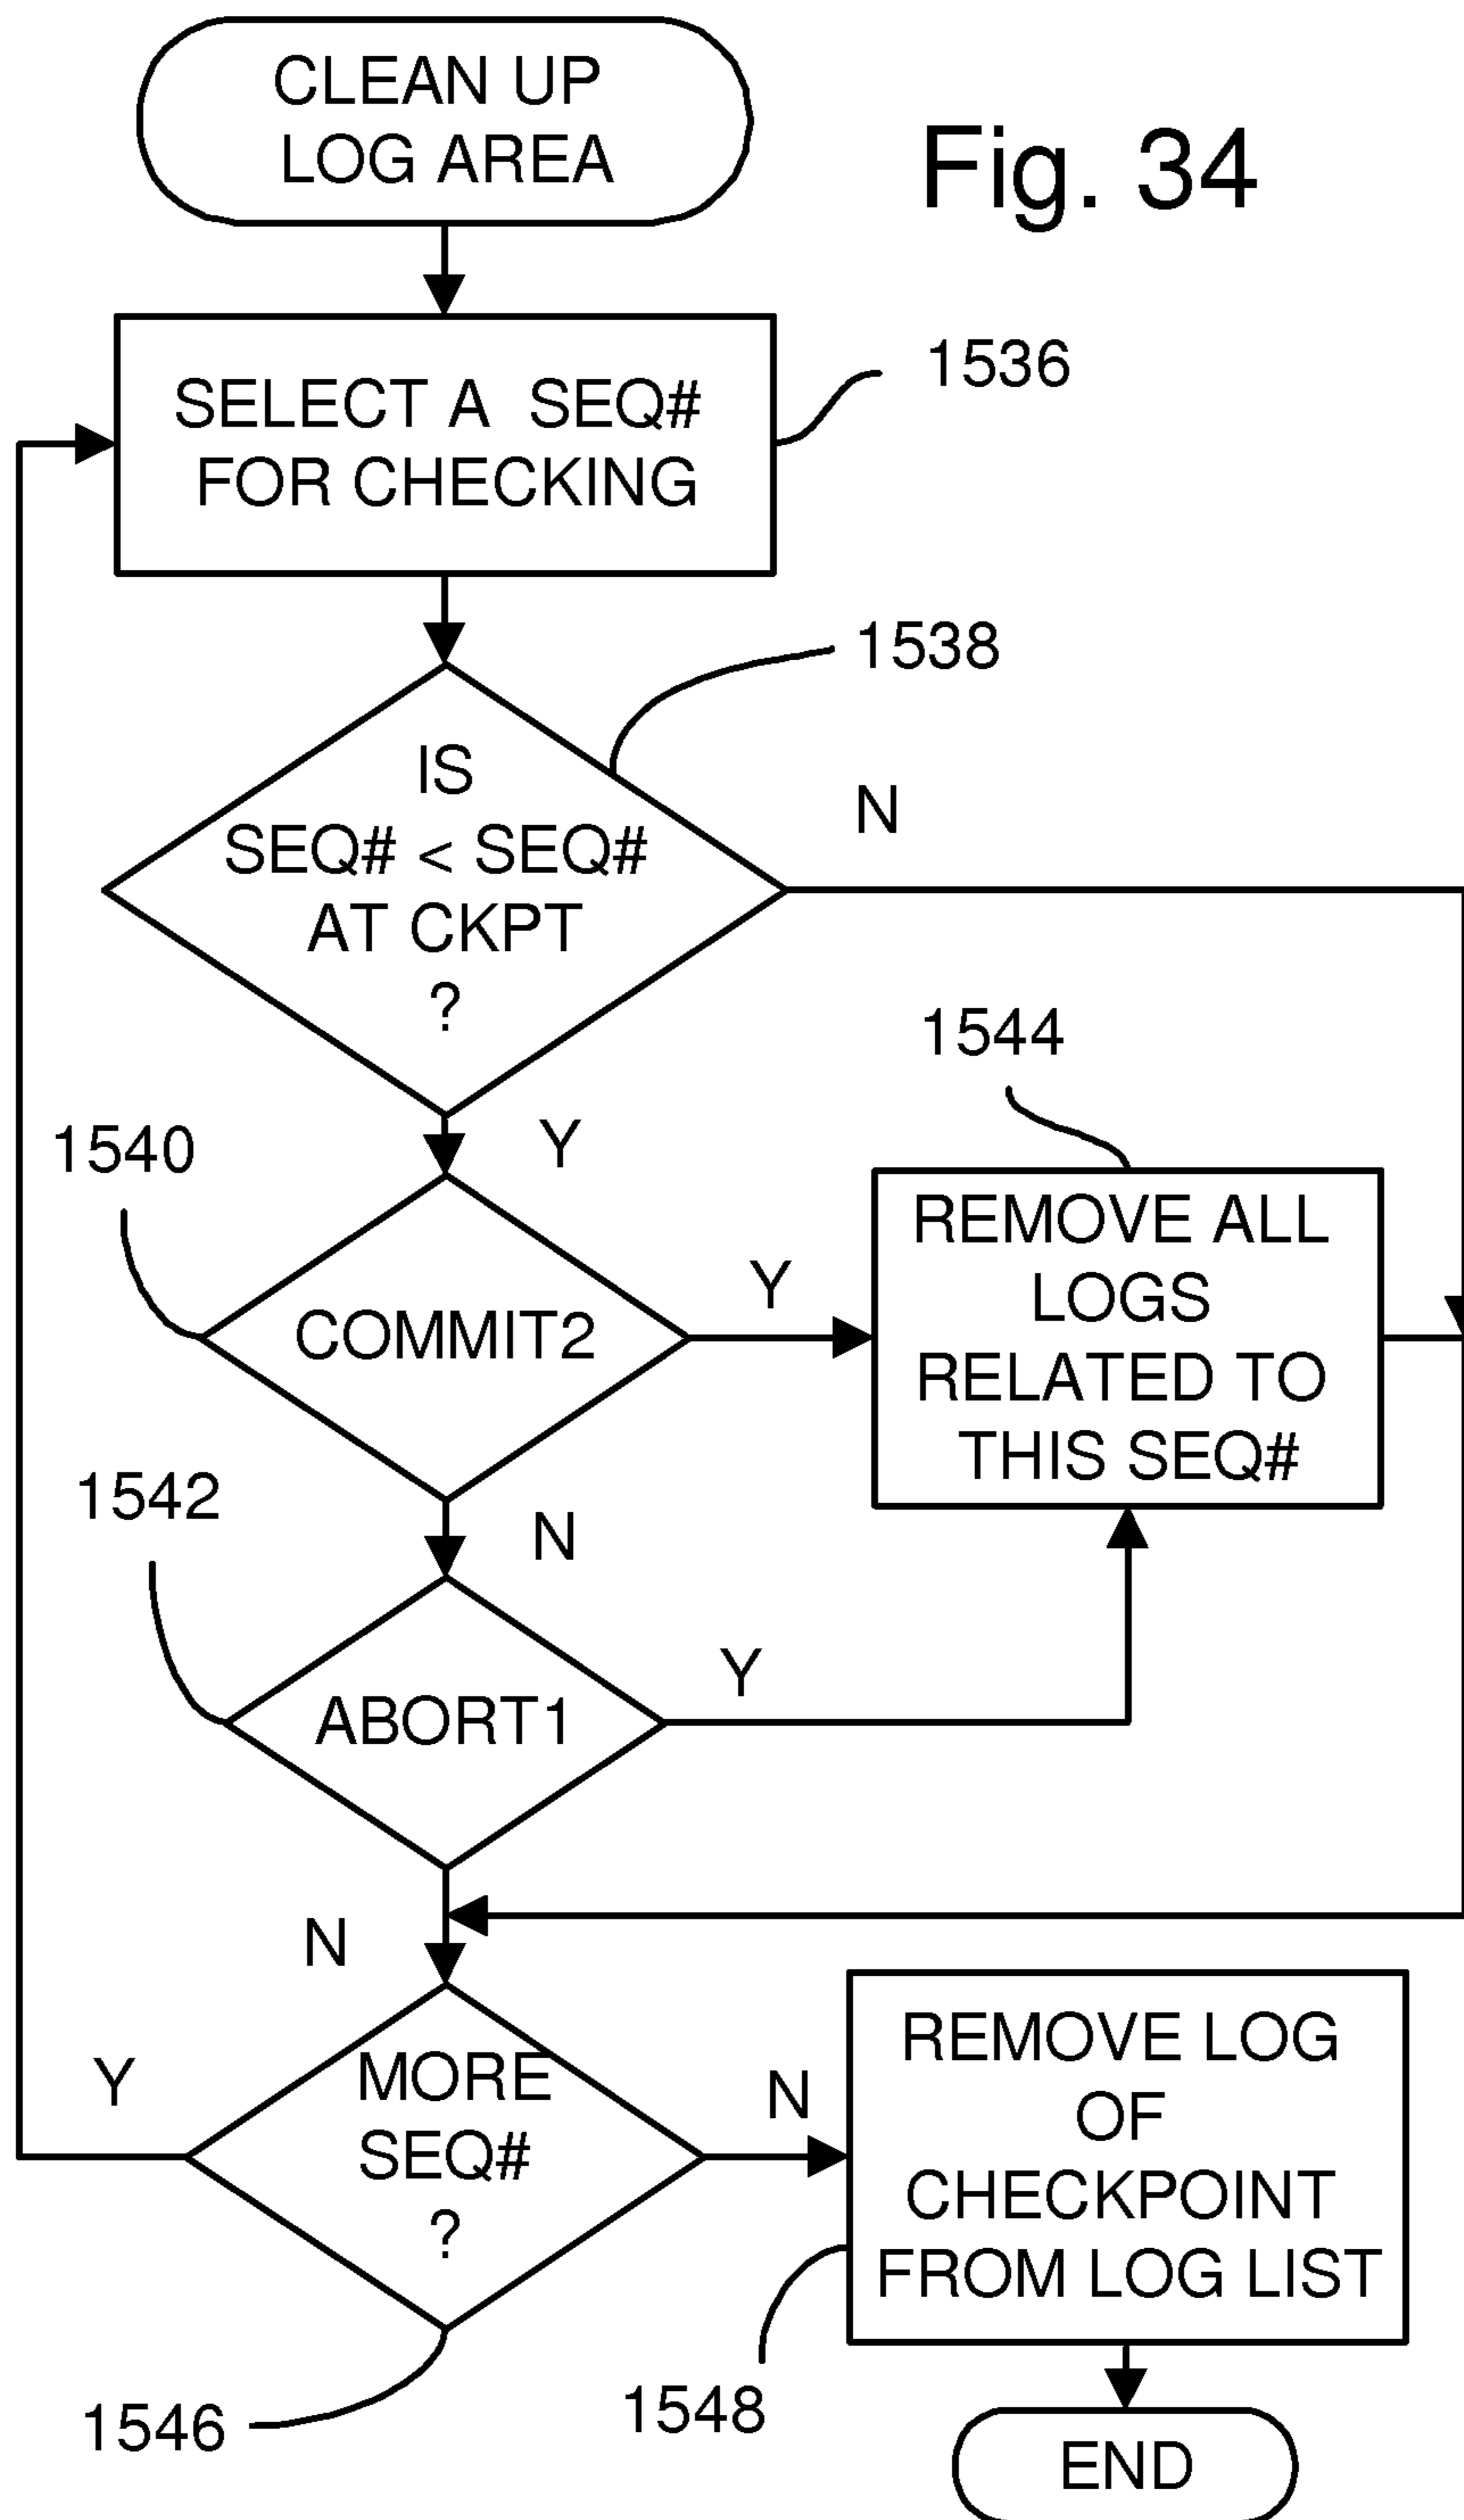 CLEAN UP
LOG AREA
Fig. 34
1536
SELECT A SEQ#
FOR CHECKING
1538
IS
SEQ# < SEQ#
AT CKPT
?
N
1544
1540
Y
REMOVE ALL
LOGS
RELATED TO
THIS SEQ#
Y
COMMIT2
1542
N
Y
ABORT1
N
MORE
SEQ#
?
Y
N
REMOVE LOG
OF
CHECKPOINT
FROM LOG LIST
1546
1548
END